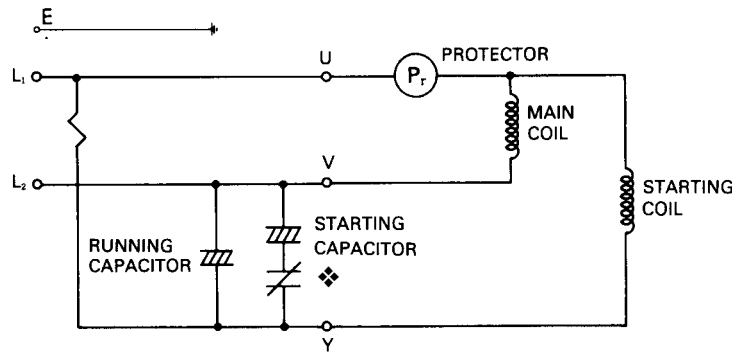 E
L₁
U
Pr
PROTECTOR
MAIN
COIL
L₂
V
STARTING
COIL
RUNNING
CAPACITOR
STARTING
CAPACITOR
Y